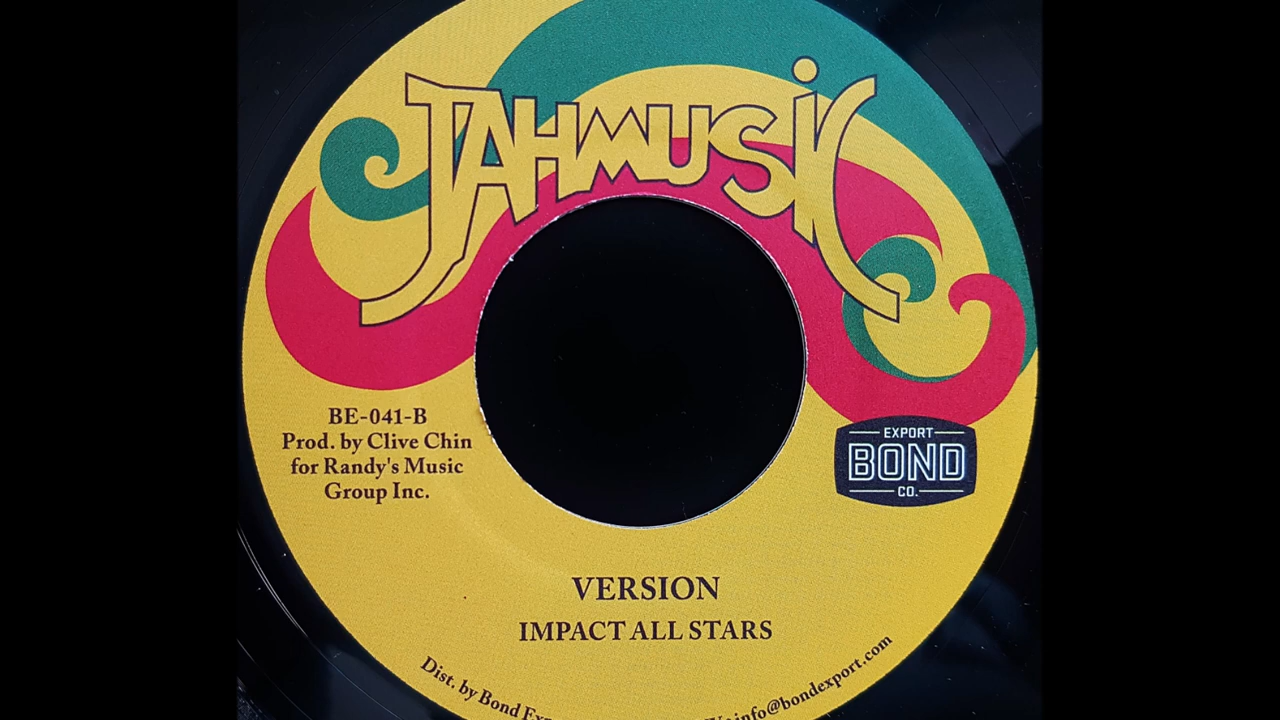 JAHMUSIC
BE-041-B
Prod. by Clive Chin
for Randy's Music
Group Inc.
EXPORT
BOND
CO.
VERSION
IMPACT ALL STARS
Dist. by Bond
info@bondexport.com